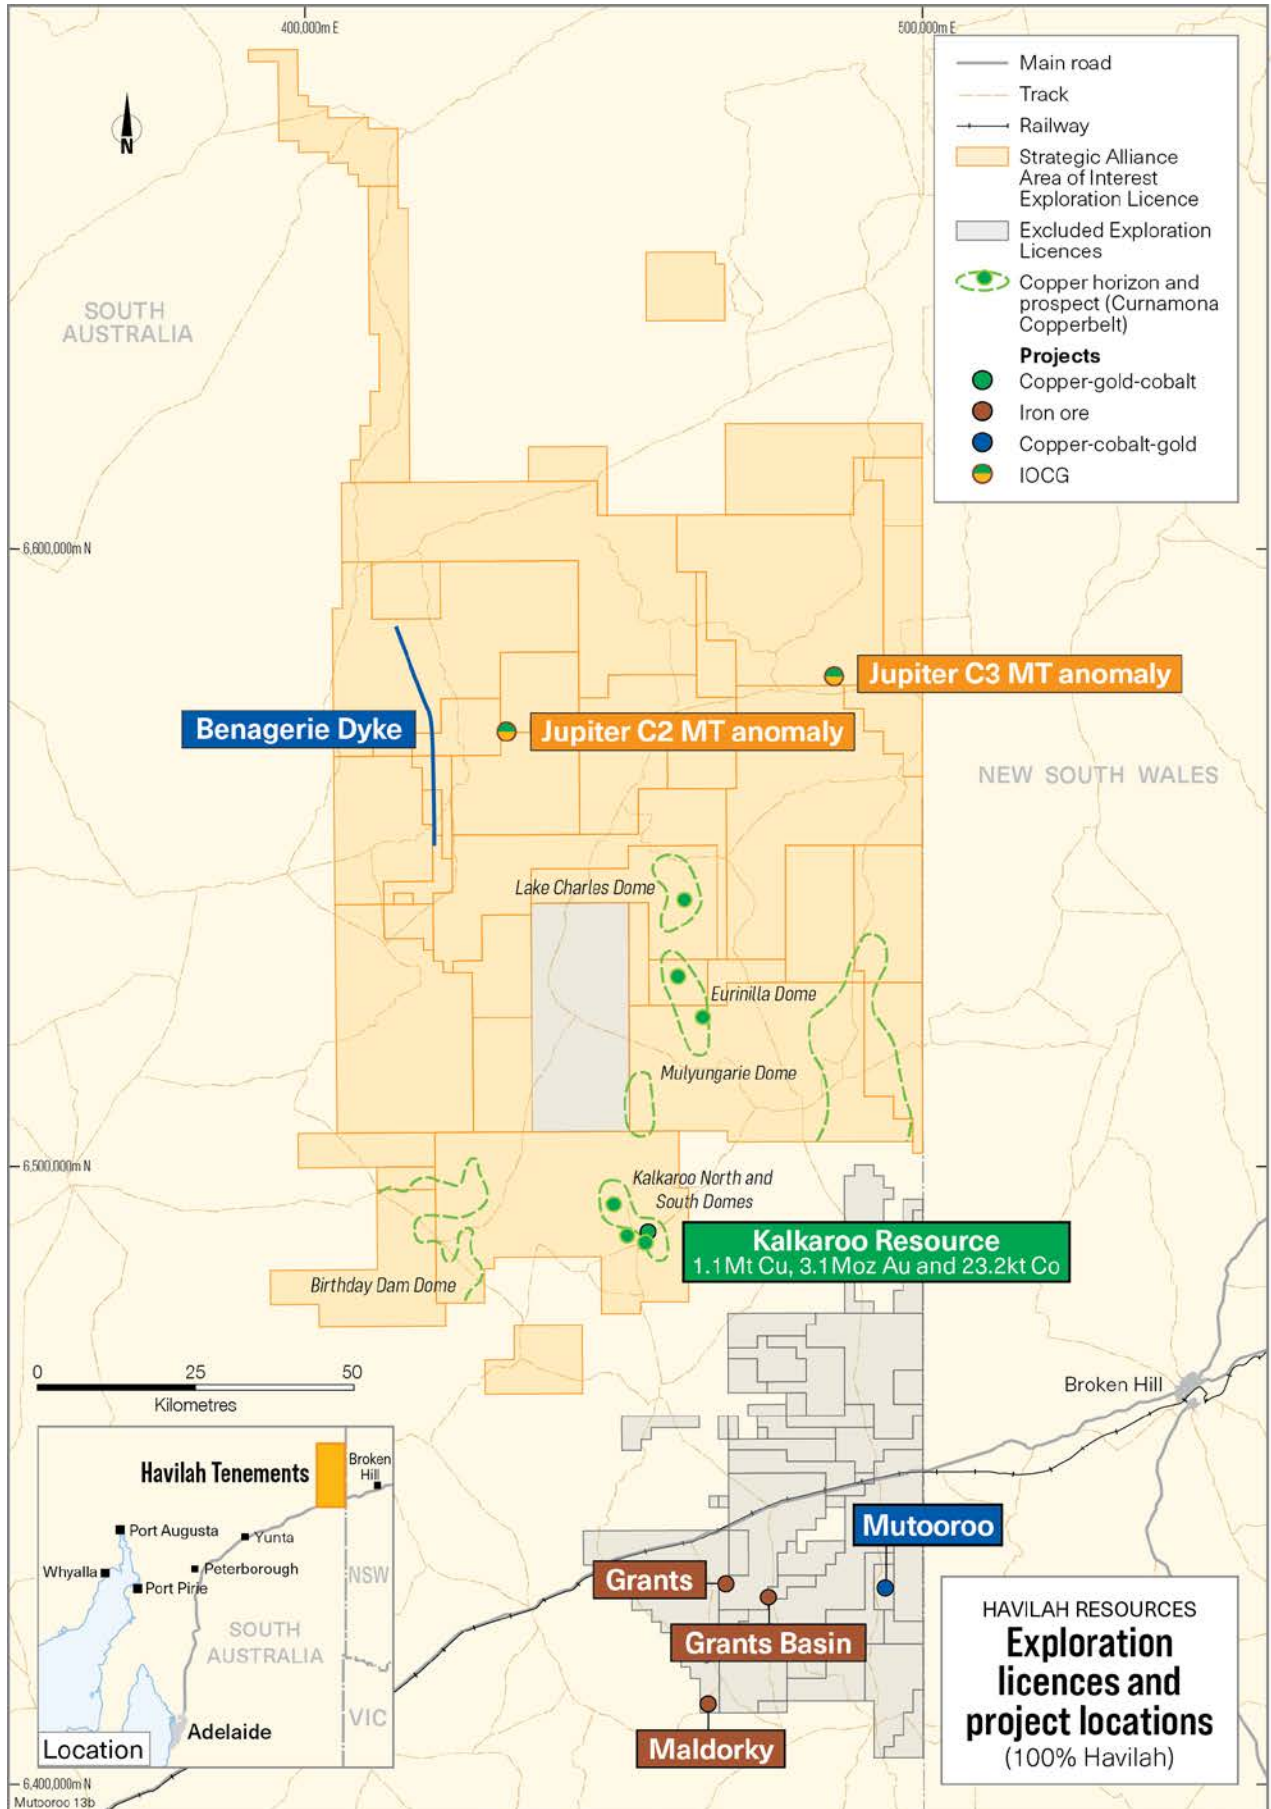 400,000m E
500,000m E
N
Main road
Track
Railway
Strategic Alliance
Area of Interest
Exploration Licence
Excluded Exploration
Licences
Copper horizon and
prospect (Curnamona
Copperbelt)
Projects
Copper-gold-cobalt
Iron ore
Copper-cobalt-gold
IOCG
SOUTH
AUSTRALIA
6,600,000m N
Jupiter C3 MT anomaly
Benagerie Dyke
Jupiter C2 MT anomaly
NEW SOUTH WALES
Lake Charles Dome
Eurinilla Dome
Mulyungarie Dome
6,500,000m N
Kalkaroo North and
South Domes
Kalkaroo Resource
1.1Mt Cu, 3.1Moz Au and 23.2kt Co
Birthday Dam Dome
0 25 50
Kilometres
Broken Hill
Havilah Tenements
Broken
Hill
Port Augusta
Yunta
Whyalla
Peterborough
Port Pirie
NSW
SOUTH
AUSTRALIA
VIC
Adelaide
Location
Mutooroo
Grants
Grants Basin
Maldorky
HAVILAH RESOURCES
Exploration
licences and
project locations
(100% Havilah)
6,400,000m N
Mutooroo 13b